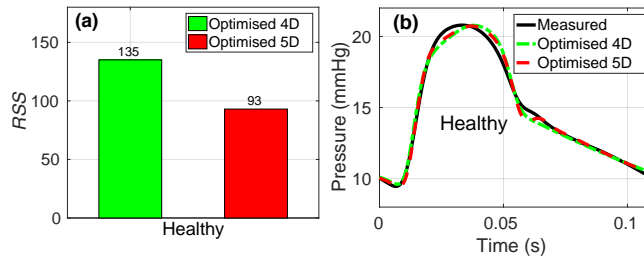 (a)
Optimised 4D
Optimised 5D
150
100
50
0
RSS
135
93
Healthy
(b)
Measured
Optimised 4D
Optimised 5D
20
15
10
Pressure (mmHg)
Healthy
0
0.05
0.1
Time (s)